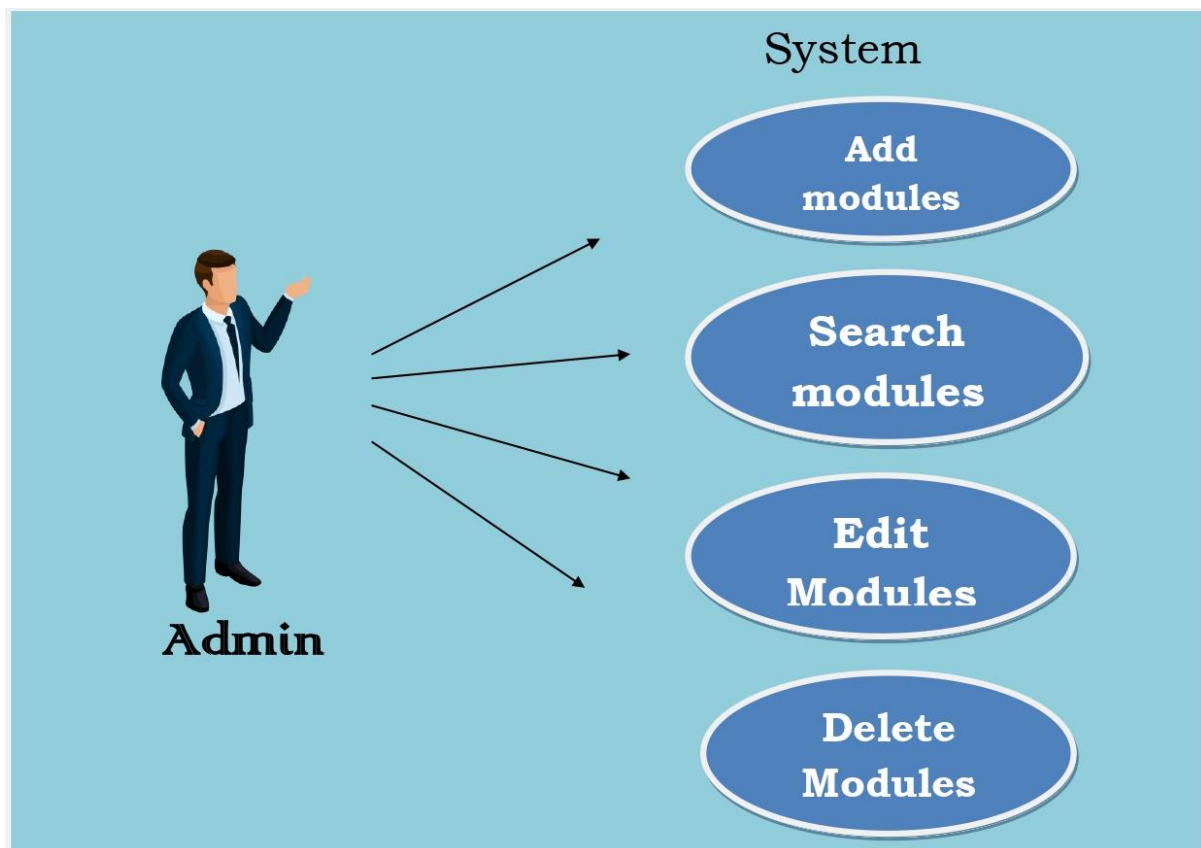 System
Add
modules
Search
modules
Edit
Modules
Delete
Modules
Admin